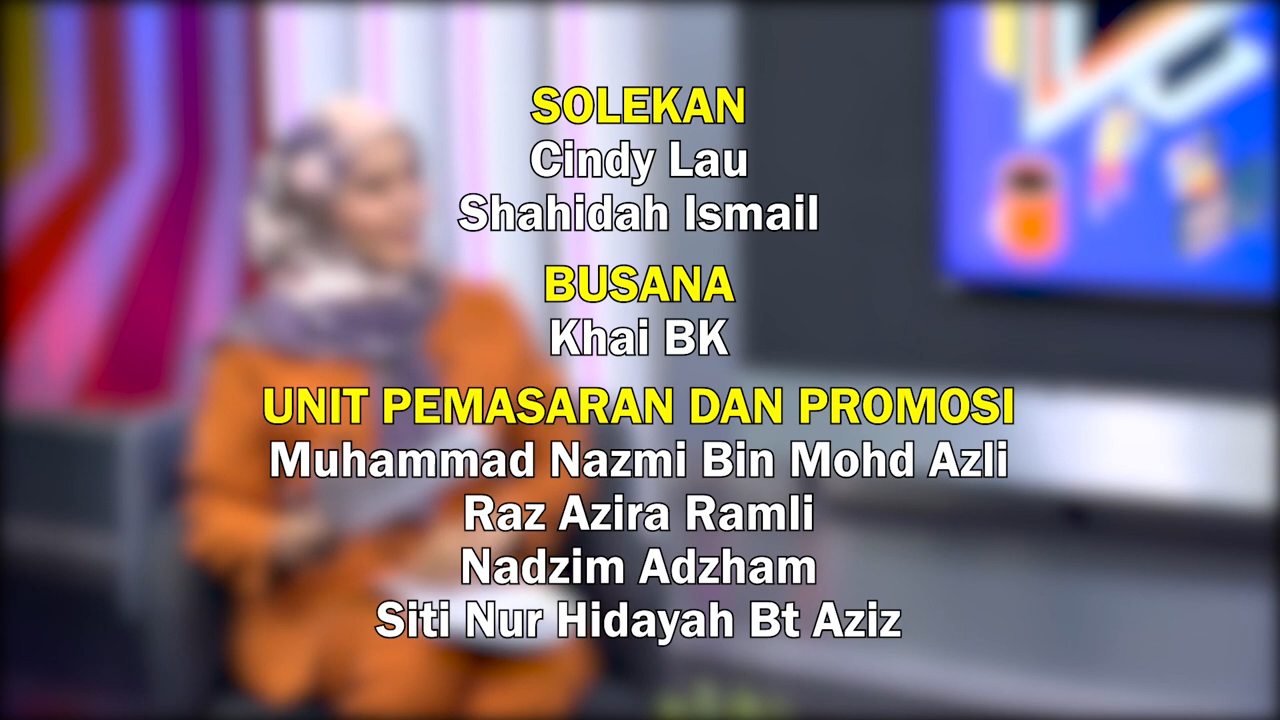 SOLEKAN
Cindy Lau
Shahidah Ismail
BUSANA
Khai BK
UNIT PEMASARAN DAN PROMOSI
Muhammad Nazmi Bin Mohd Azli
Raz Azira Ramli
Nadzim Adzham
Siti Nur Hidayah Bt Aziz